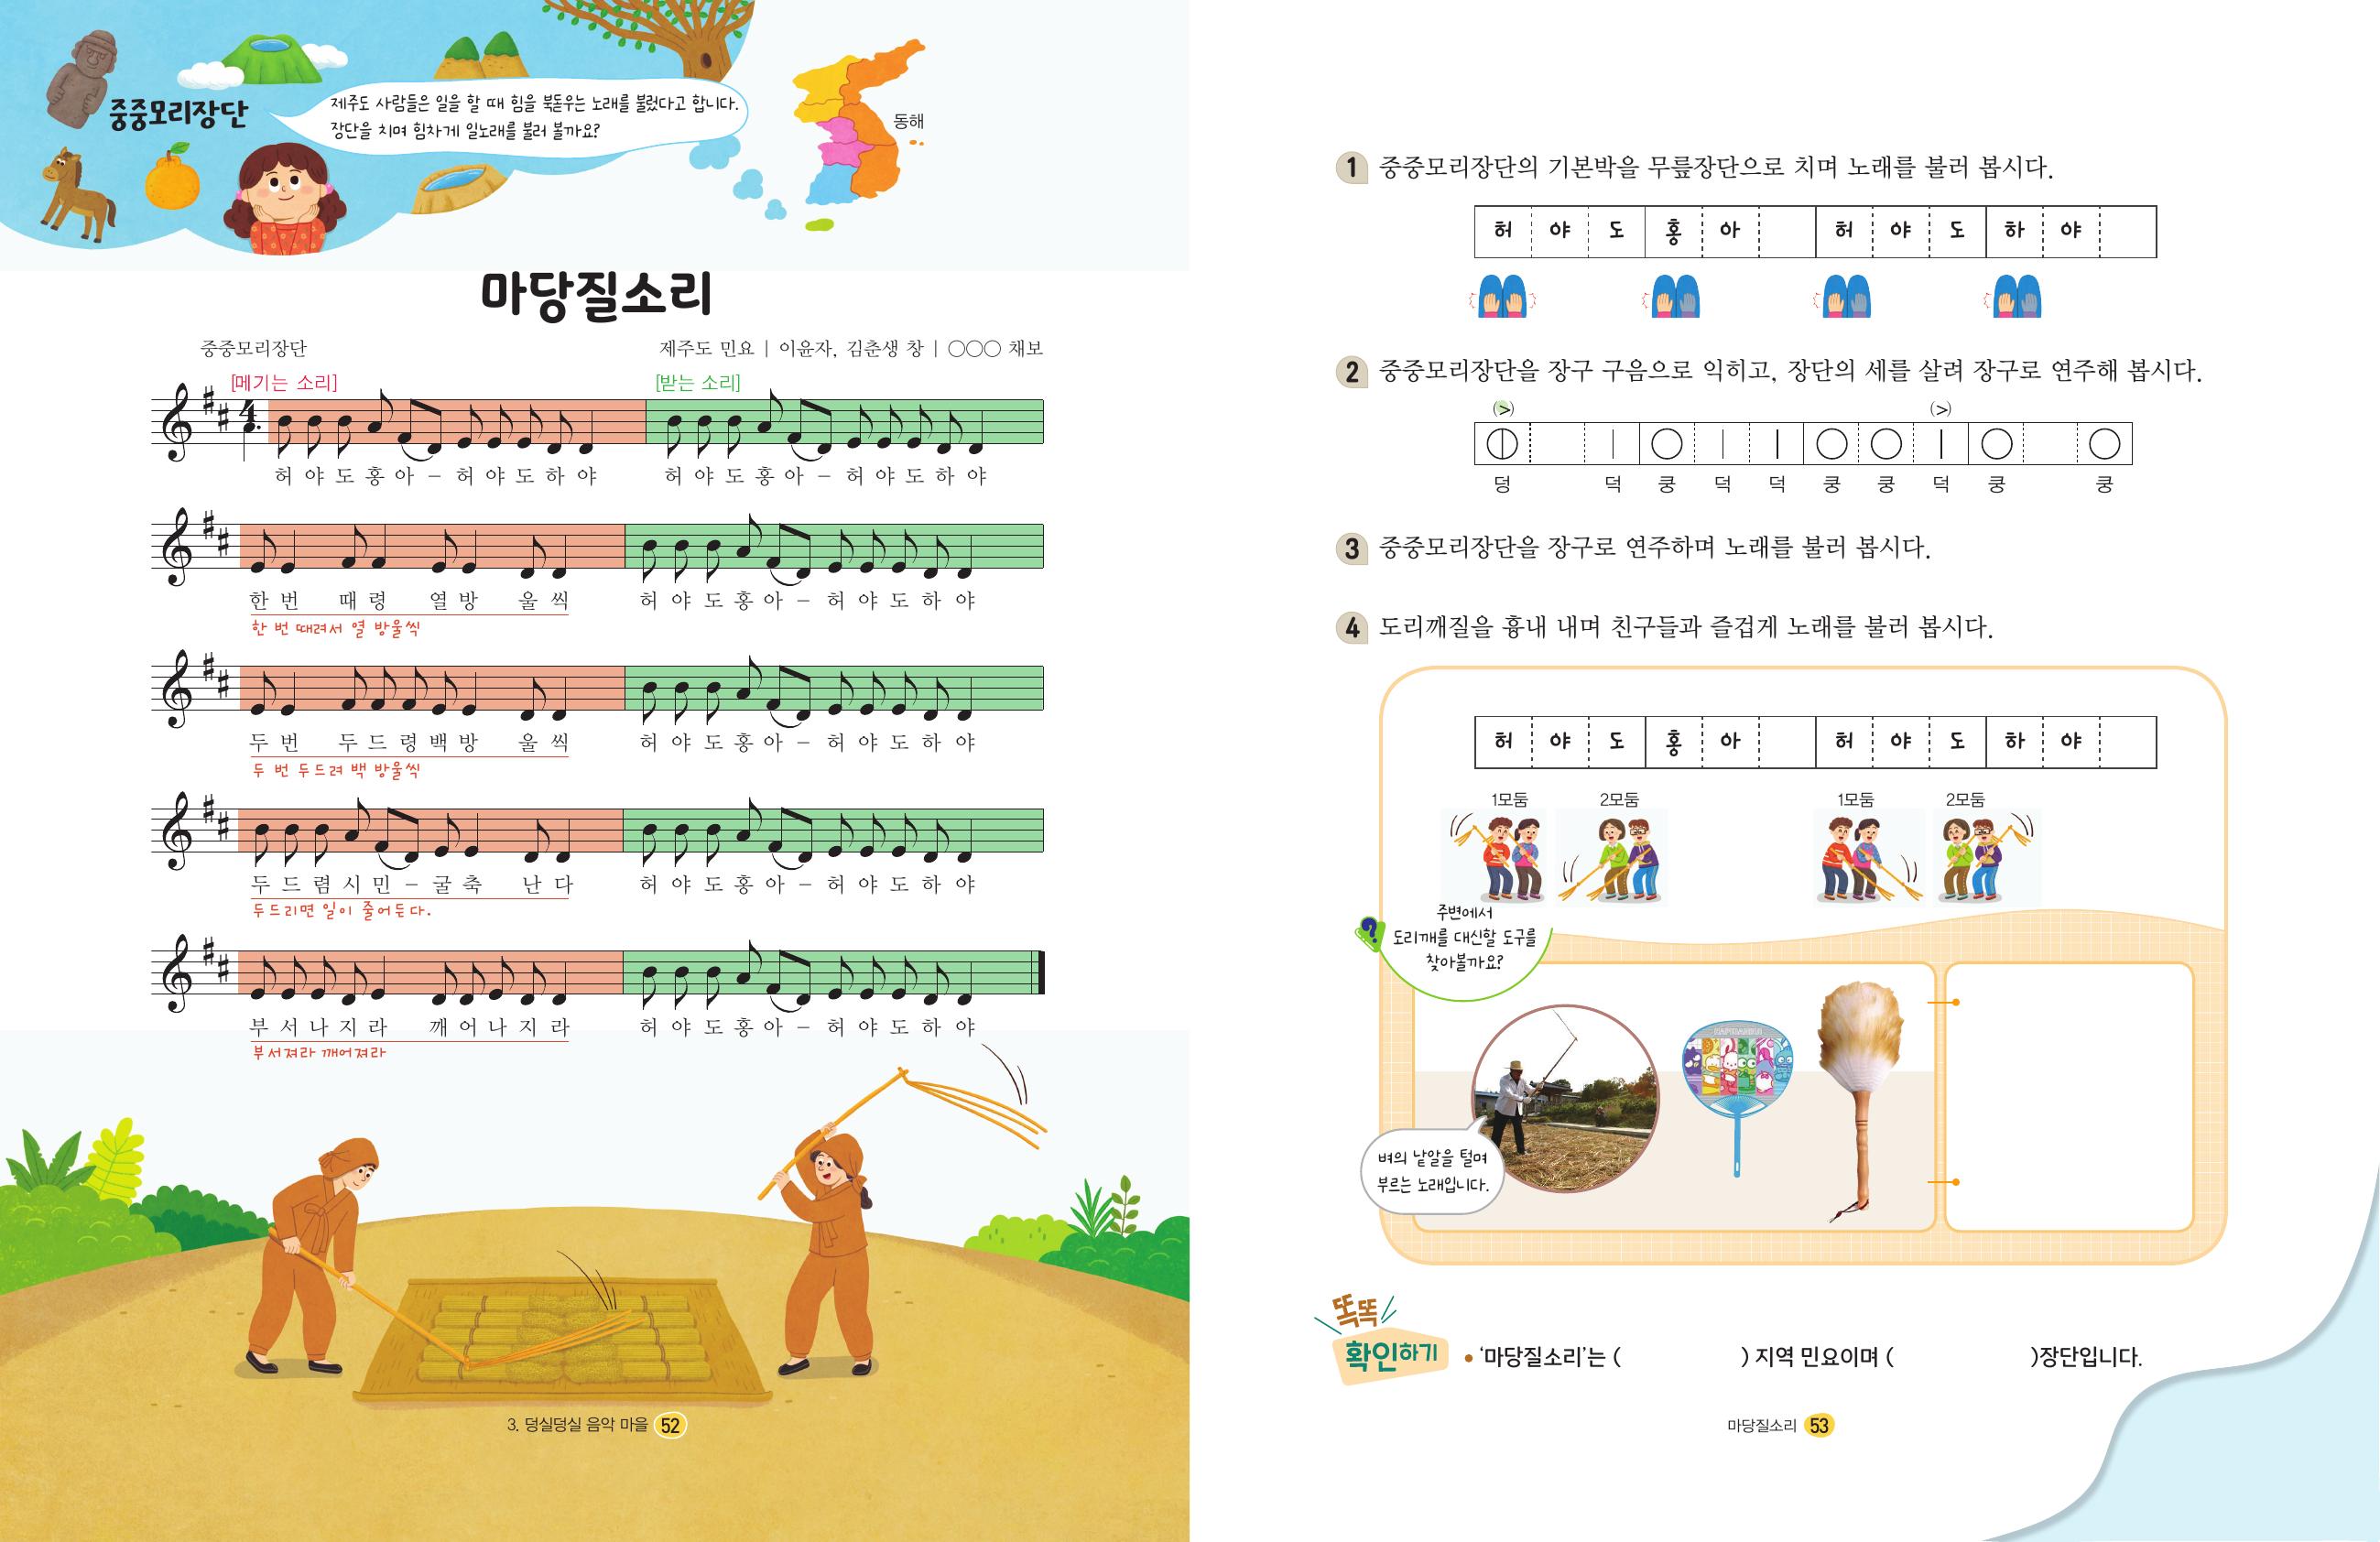 중중모리장단
제주도 사람들은 일을 할 때 힘을 북돋우는 노래를 불렀다고 합니다.
장단을 치며 힘차게 일노래를 불러 볼까요?
동해
마당질소리
중중모리장단
제주도 민요 | 이윤자, 김춘생 창 | ○○○ 채보
[메기는 소리] [받는 소리]
4
허 야 도 홍 아 – 허 야 도 하 야 허 야 도 홍 아 – 허 야 도 하 야
한 번 때 령 열 방 울 씩 허 야 도 홍 아 – 허 야 도 하 야
한 번 때려서 열 방울씩
두 번 두 드 령 백 방 울 씩 허 야 도 홍 아 – 허 야 도 하 야
두 번 두드려 백 방울씩
두 드 렴 시 민 – 굴 축 난 다 허 야 도 홍 아 – 허 야 도 하 야
두드리면 일이 줄어든다.
부 서 나 지 라 깨 어 나 지 라 허 야 도 홍 아 – 허 야 도 하 야
부서져라 깨어져라
3. 덩실덩실 음악 마을 52
1 중중모리장단의 기본박을 무릎장단으로 치며 노래를 불러 봅시다.
허 야 도 홍 아 허 야 도 하 야
2 중중모리장단을 장구 구음으로 익히고, 장단의 세를 살려 장구로 연주해 봅시다.
(>) (>)
덩 덕 쿵 덕 덕 쿵 쿵 덕 쿵 쿵
3 중중모리장단을 장구로 연주하며 노래를 불러 봅시다.
4 도리깨질을 흉내 내며 친구들과 즐겁게 노래를 불러 봅시다.
허 야 도 홍 아 허 야 도 하 야
1모둠 2모둠 1모둠 2모둠
?
주변에서
도리깨를 대신할 도구를
찾아볼까요?
벼의 낱알을 털며
부르는 노래입니다.
똑똑
확인하기
• ‘마당질소리’는 ( ) 지역 민요이며 ( )장단입니다.
마당질소리 53